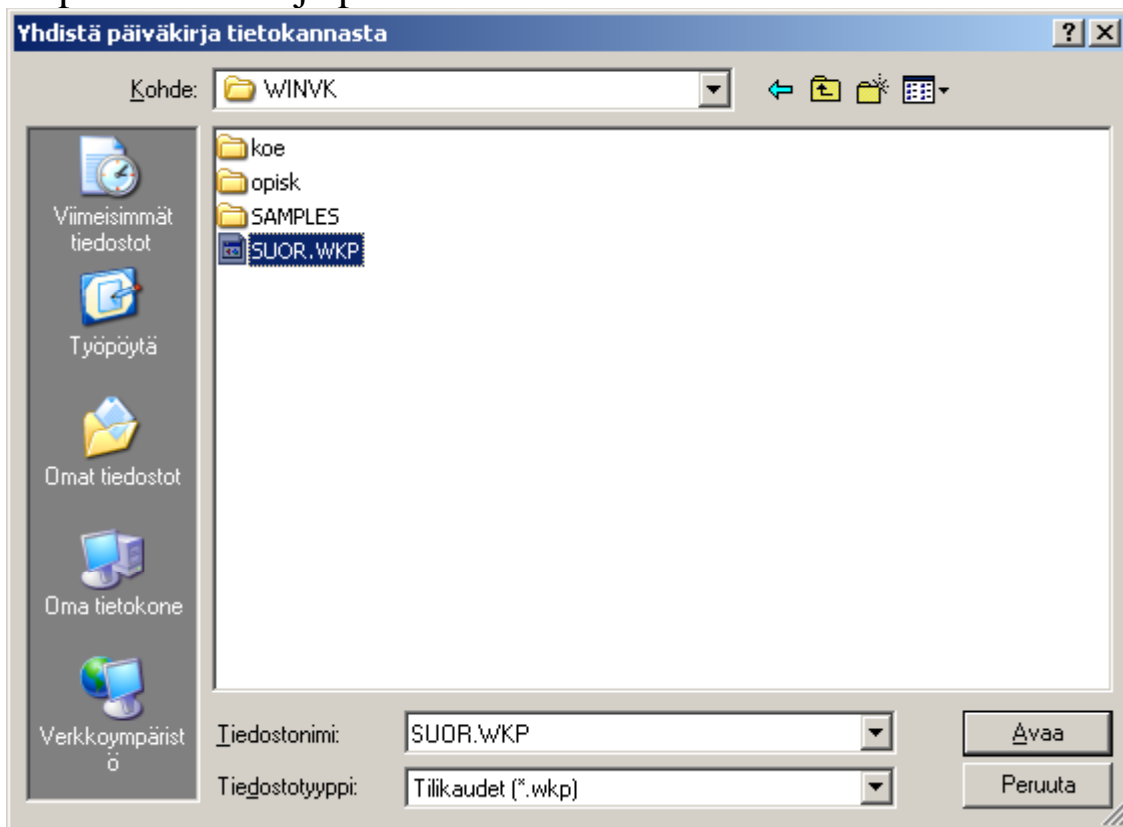 Yhdistä päiväkirja tietokannasta
Kohde: WINVK
koe
opisk
SAMPLES
SUOR.WKP
Viimeisimmät
tiedostot
Työpöytä
Omat tiedostot
Oma tietokone
Verkkoympärist
ö
Tiedostonimi: SUOR.WKP Avaa
Tiedostotyyppi: Tilikaudet (*.wkp) Peruuta